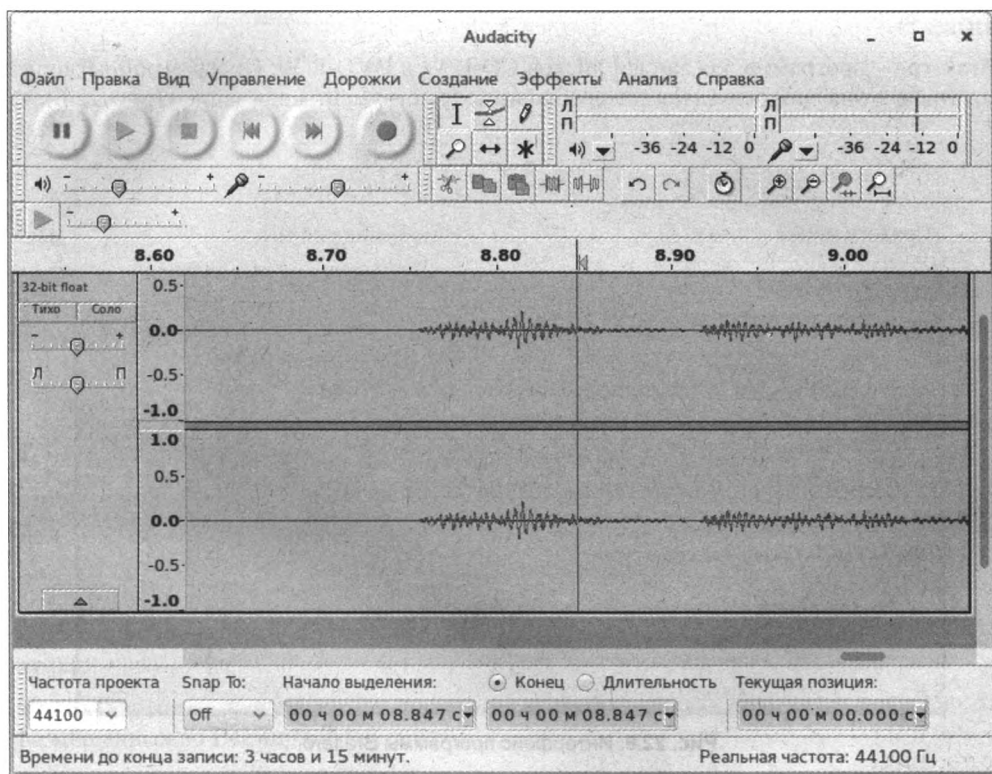 Audacity
Файл Правка Вид Управление Дорожки Создание Эффекты Анализ Справка
Л
П
-36 -24 -12 0
Л
П
-36 -24 -12 0
8.60 8.70 8.80 8.90 9.00
32-bit float
Тихо Соло
- +
Л П
0.5
0.0
-0.5
-1.0
1.0
0.5
0.0
-0.5
-1.0
Частота проекта Snap To: Начало выделения: Конец Длительность Текущая позиция:
44100 Off 00 ч 00 м 08.847 с 00 ч 00 м 08.847 с 00 ч 00 м 00.000 с
Времени до конца записи: 3 часов и 15 минут. Реальная частота: 44100 Гц